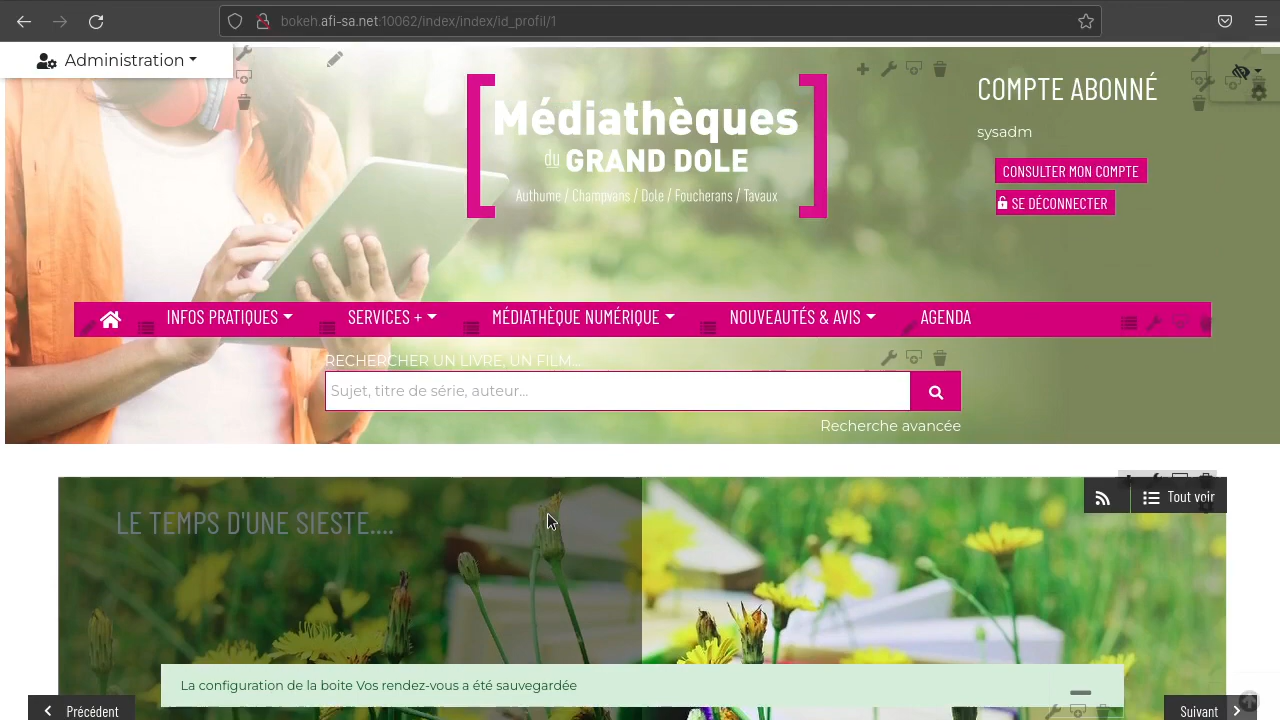 bokeh.afi-sa.net:10062/index/index/id_profil/1
Administration
COMPTE ABONNÉ
Médiathèques
du GRAND DOLE
Authume / Champvans / Dole / Foucherans / Tavaux
sysadm
CONSULTER MON COMPTE
SE DÉCONNECTER
INFOS PRATIQUES
SERVICES +
MÉDIATHÈQUE NUMÉRIQUE
NOUVEAUTÉS & AVIS
AGENDA
RECHERCHER UN LIVRE, UN FILM...
Sujet, titre de série, auteur...
Recherche avancée
Tout voir
LE TEMPS D'UNE SIESTE....
La configuration de la boite Vos rendez-vous a été sauvegardée
Précédent
Suivant